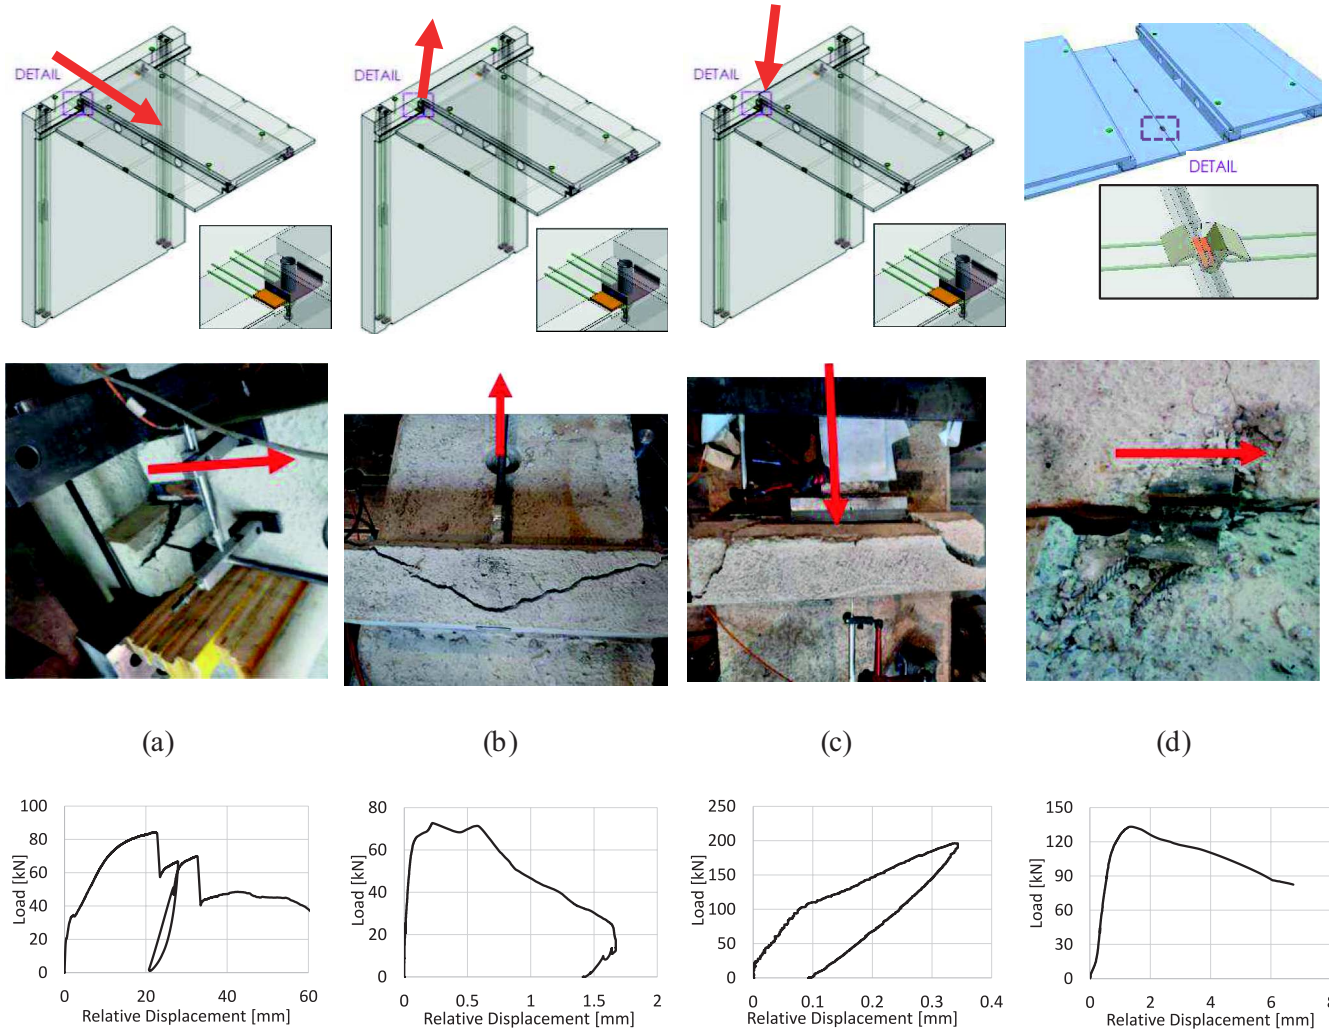 DETAIL
DETAIL
DETAIL
DETAIL
(a)
(b)
(c)
(d)
100
80
60
40
20
0
Load [kN]
0 20 40 60
Relative Displacement [mm]
80
60
40
20
0
Load [kN]
0 0.5 1 1.5 2
Relative Displacement [mm]
250
200
150
100
50
0
Load [kN]
0 0.1 0.2 0.3 0.4
Relative Displacement [mm]
150
120
90
60
30
0
Load [kN]
0 2 4 6 8
Relative Displacement [mm]